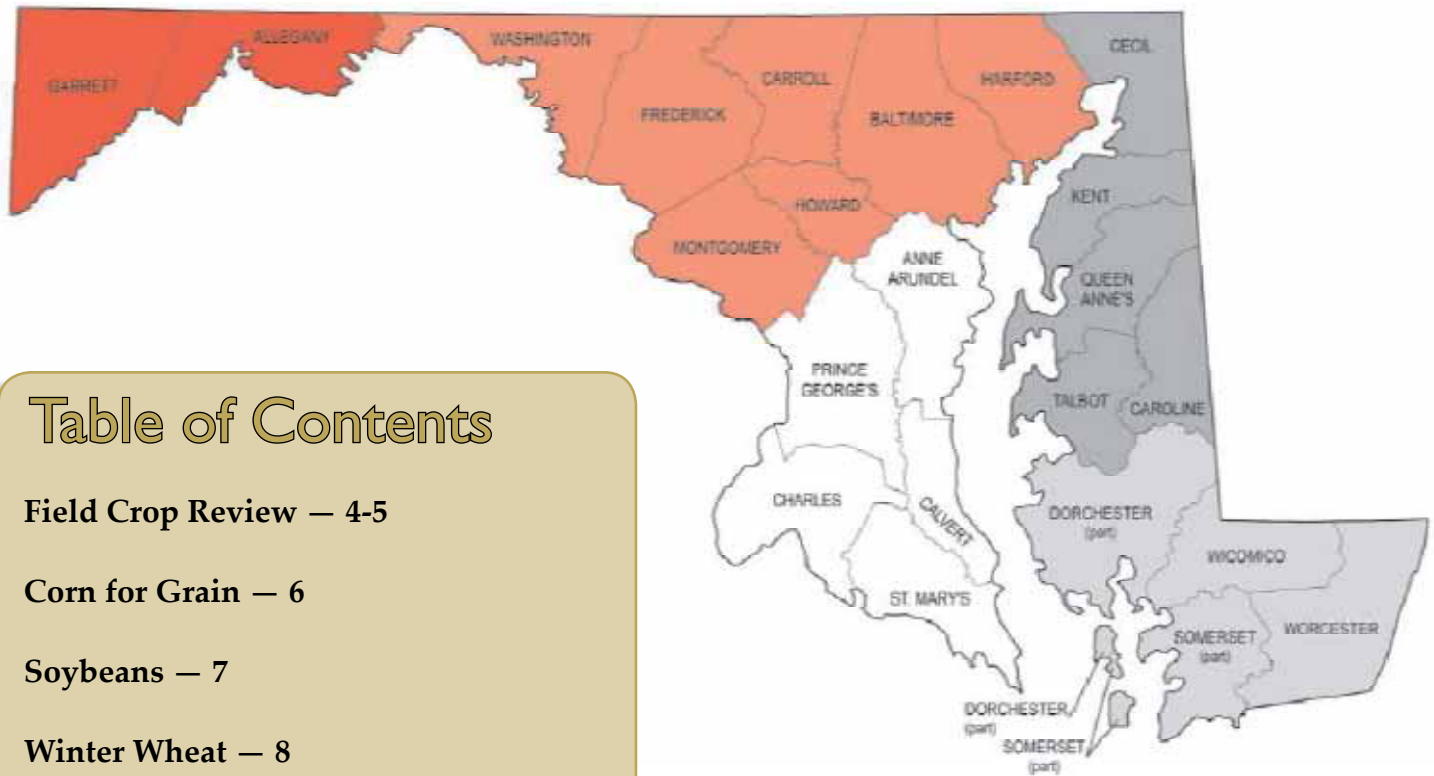 GARRETT
ALLEGANY
WASHINGTON
FREDERICK
CARROLL
BALTIMORE
HARFORD
CECIL
HOWARD
MONTGOMERY
KENT
ANNE
ARUNDEL
QUEEN
ANNE'S
PRINCE
GEORGE'S
TALBOT
CAROLINE
CHARLES
CALVERT
ST. MARY'S
DORCHESTER
(part)
WICOMICO
SOMERSET
(part)
WORCESTER
DORCHESTER
(part)
SOMERSET
(part)
Table of Contents
Field Crop Review — 4-5
Corn for Grain — 6
Soybeans — 7
Winter Wheat — 8